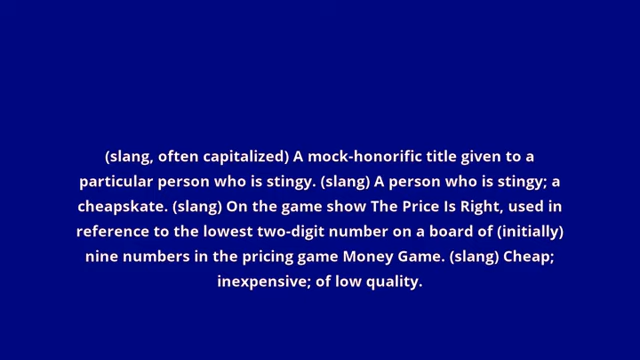 (slang, often capitalized) A mock-honorific title given to a
particular person who is stingy. (slang) A person who is stingy; a
cheapskate. (slang) On the game show The Price Is Right, used in
reference to the lowest two-digit number on a board of (initially)
nine numbers in the pricing game Money Game. (slang) Cheap;
inexpensive; of low quality.